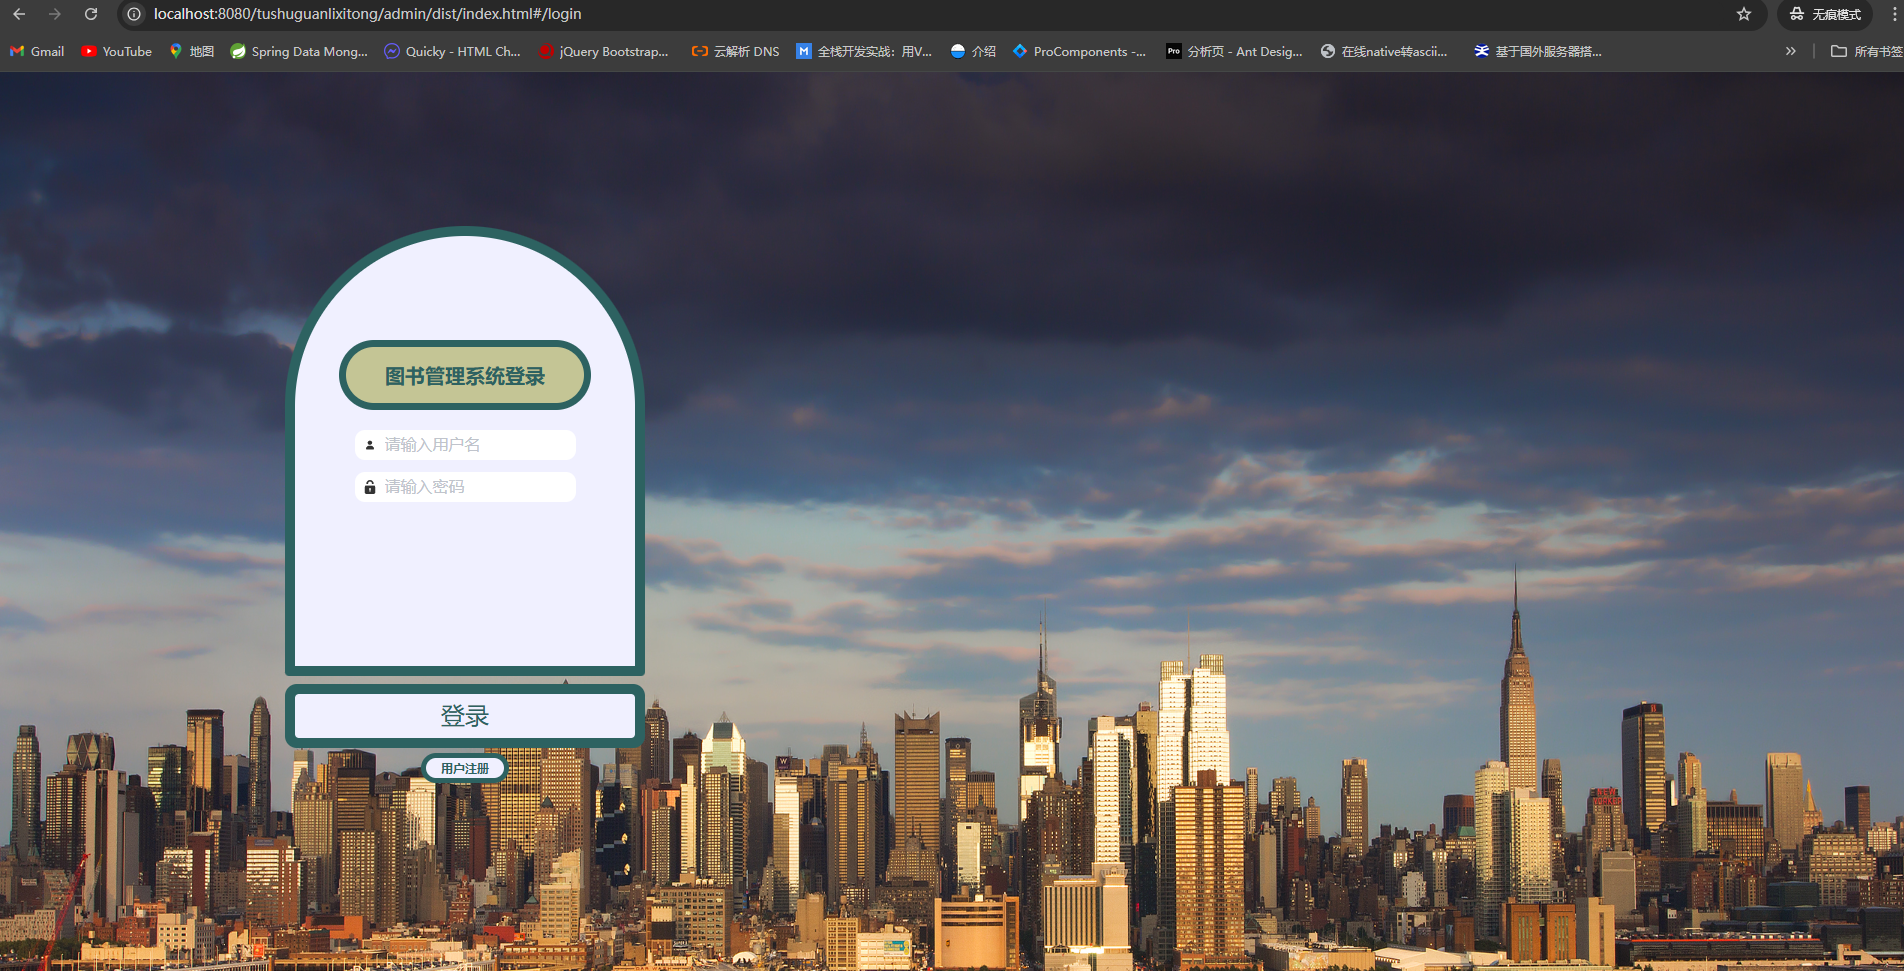 localhost:8080/tushuguanlixitong/admin/dist/index.html#/login
无痕模式
Gmail
YouTube
地图
Spring Data Mong...
Quicky - HTML Ch...
jQuery Bootstrap...
云解析 DNS
M
全栈开发实战：用V...
介绍
ProComponents -...
Pro
分析页 - Ant Desig...
在线native转ascii...
基于国外服务器搭...
所有书签
图书管理系统登录
请输入用户名
请输入密码
登录
用户注册